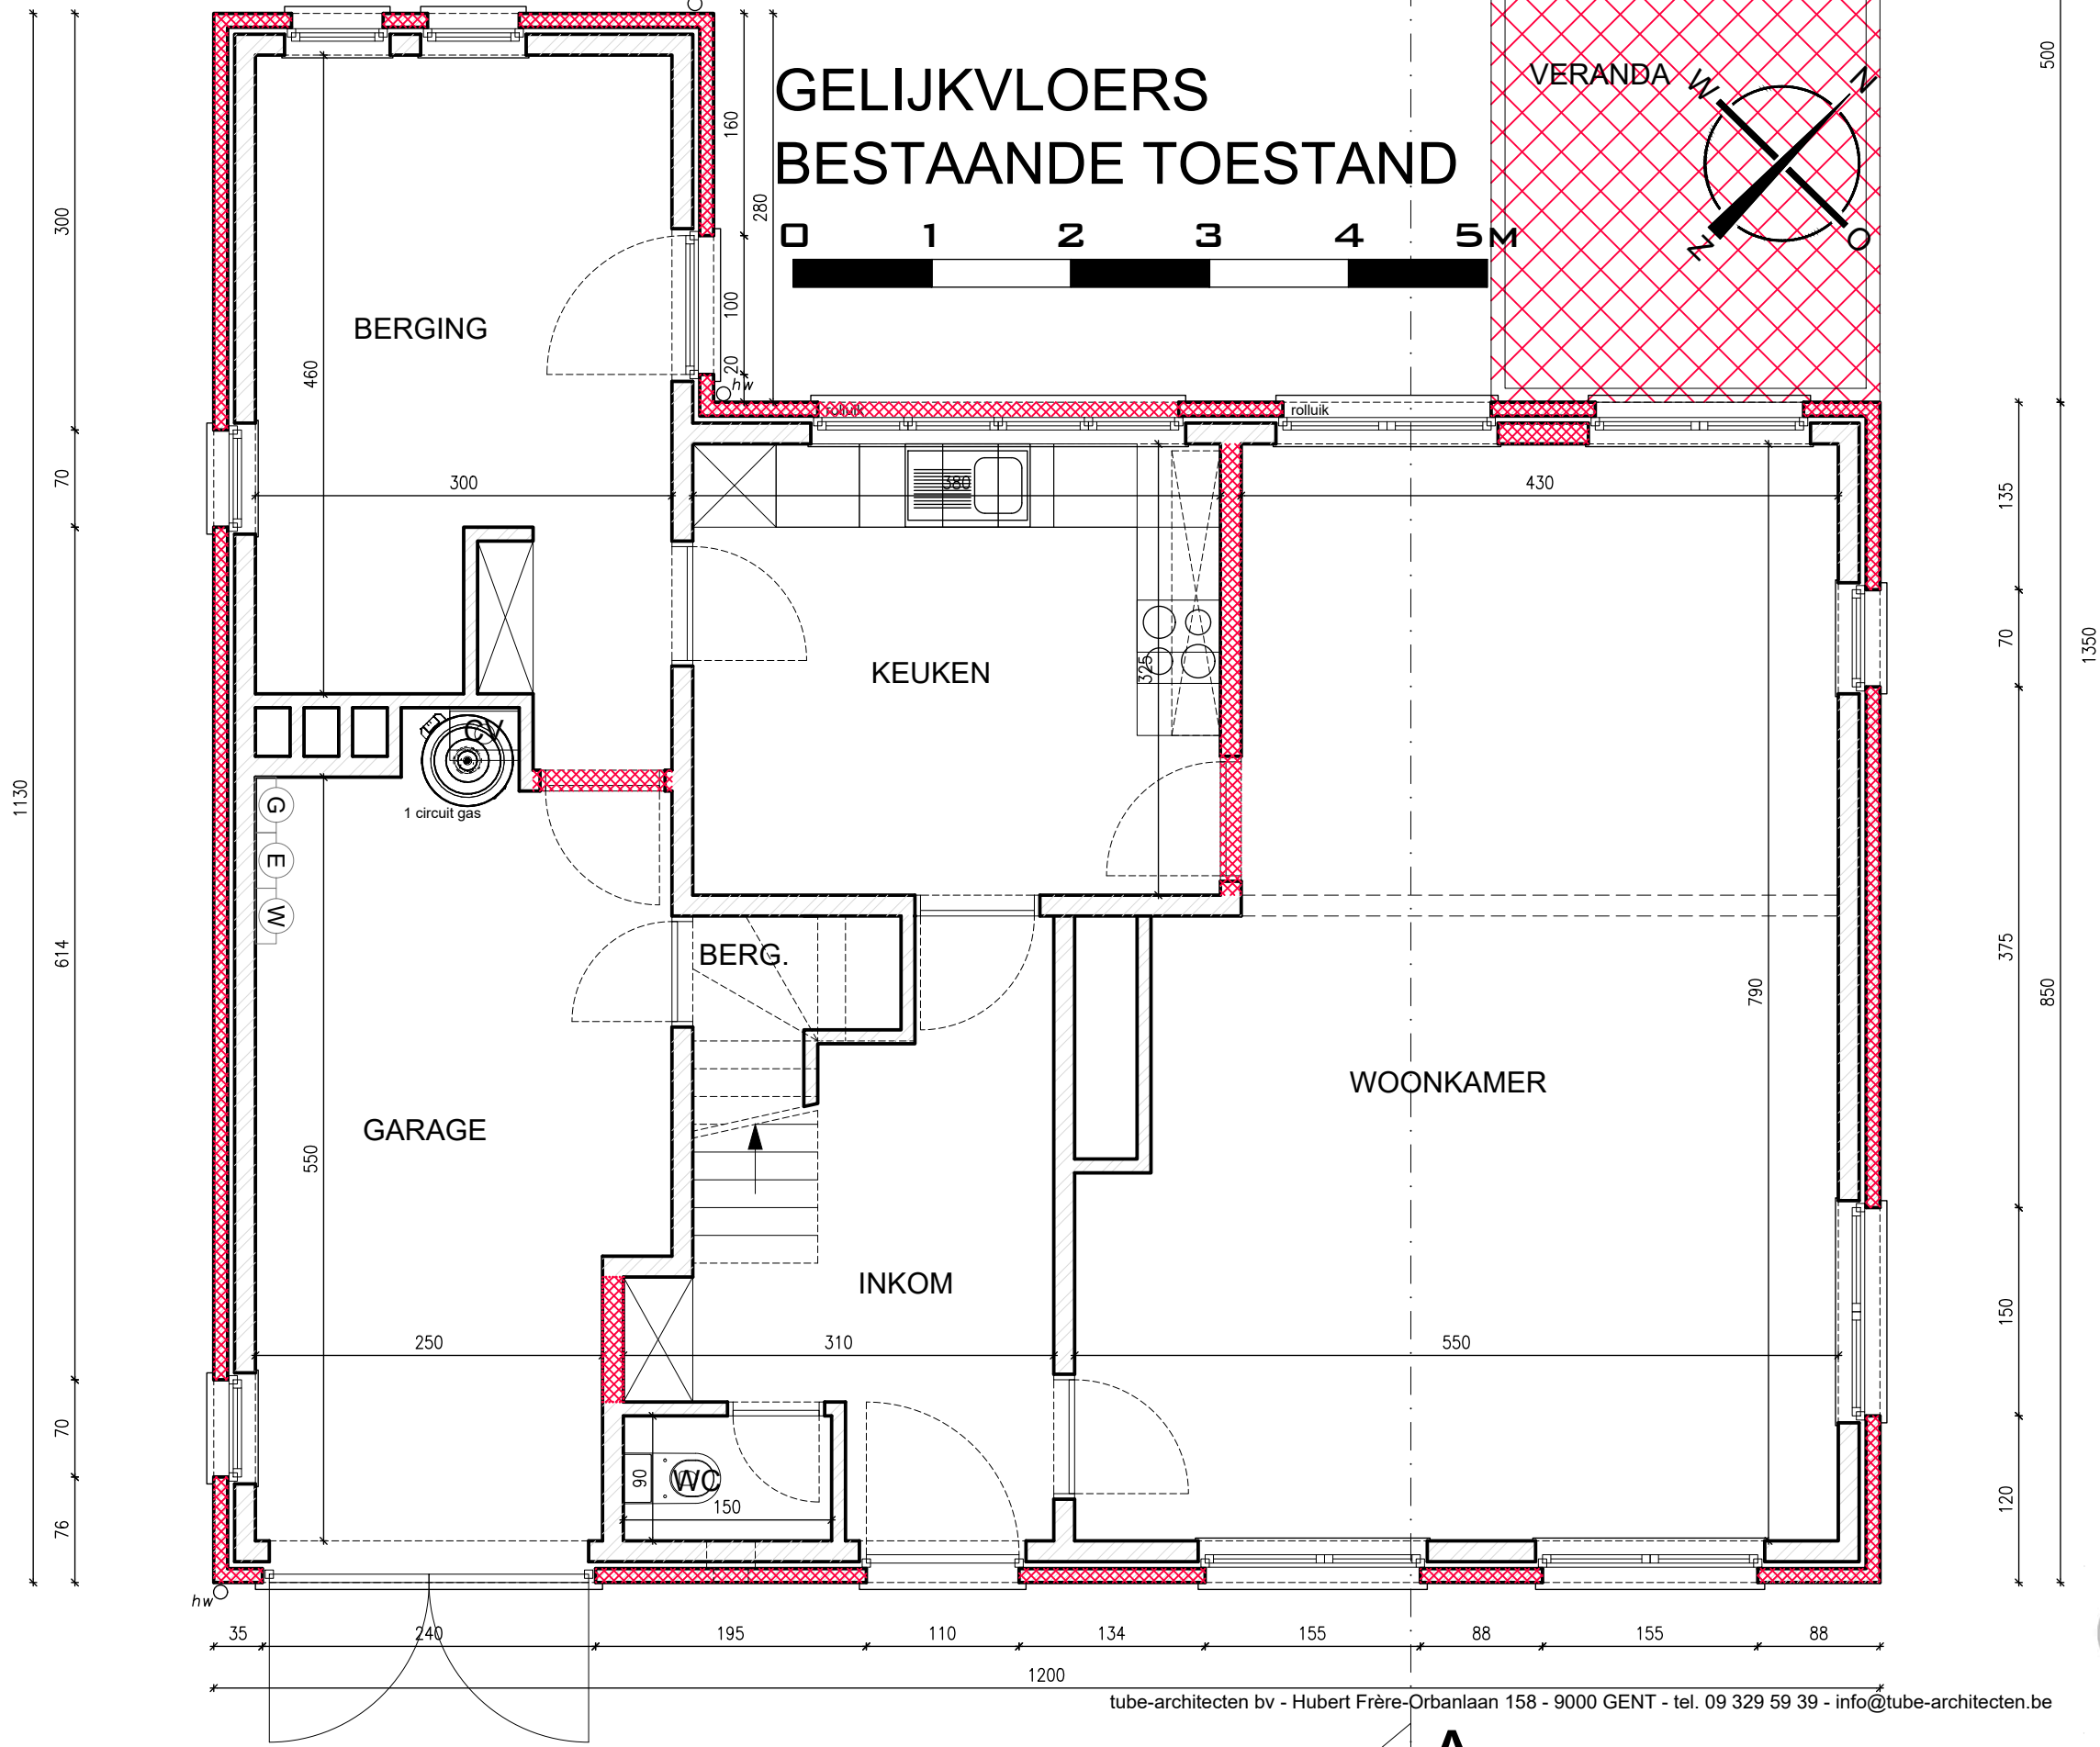 GELIJKVLOERS
BESTAANDE TOESTAND
0 1 2 3 4 5M
VERANDA
W
N
Z
O
500
160
280
100
20
hw
300
BERGING
460
rolluik
rolluik
70
300
380
430
135
KEUKEN
325
70
1350
CV
1 circuit gas
1130
G
E
W
614
BERG.
375
790
850
WOONKAMER
GARAGE
550
INKOM
250
310
550
150
70
90
WC
150
120
76
hw
35 240 195 110 134 155 88 155 88
1200
tube-architecten bv - Hubert Frère-Orbanlaan 158 - 9000 GENT - tel. 09 329 59 39 - info@tube-architecten.be
A